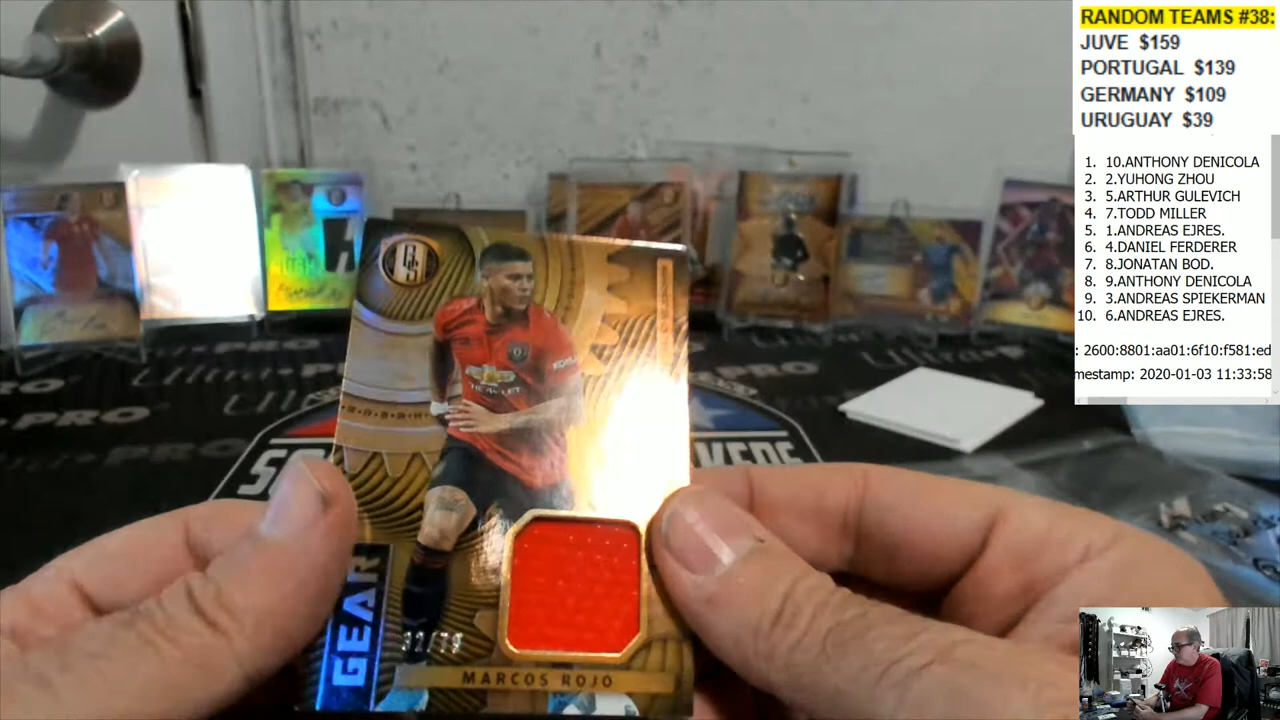 RANDOM TEAMS #38:
JUVE $159
PORTUGAL $139
GERMANY $109
URUGUAY $39
1. 10.ANTHONY DENICOLA
2. 2.YUHONG ZHOU
3. 5.ARTHUR GULEVICH
4. 7.TODD MILLER
5. 1.ANDREAS EJRES.
6. 4.DANIEL FERDERER
7. 8.JONATAN BOD.
8. 9.ANTHONY DENICOLA
9. 3.ANDREAS SPIEKERMAN
10. 6.ANDREAS EJRES.
: 2600:8801:aa01:6f10:f581:ed
mestamp: 2020-01-03 11:33:58
CHEVROLET
GEAR
MARCOS ROJO
PRO
Ultra